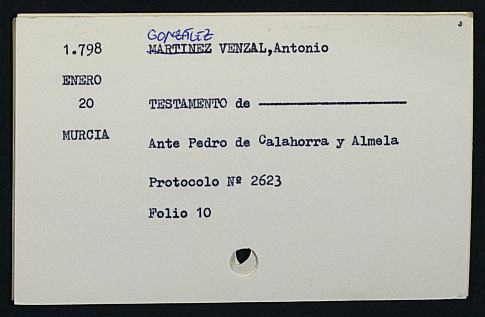 GONZÁLEZ
1.798 MARTINEZ VENZAL,Antonio
ENERO
20 TESTAMENTO de
MURCIA Ante Pedro de Calahorra y Almela
Protocolo Nº 2623
Folio 10